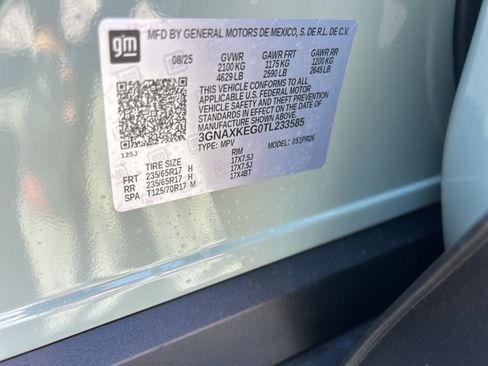 gm
MFD BY GENERAL MOTORS DE MEXICO, S. DE R.L. DE C.V.
08/25 GVWR GAWR FRT GAWR RR
2100 KG 1175 KG 1200 KG
4629 LB 2590 LB 2645 LB
THIS VEHICLE CONFORMS TO ALL
APPLICABLE U.S. FEDERAL MOTOR
VEHICLE SAFETY AND THEFT PREVENTION
STANDARDS IN EFFECT ON THE DATE OF
MANUFACTURE SHOWN ABOVE.
3GNAXKEG0TL233585
TYPE: MPV MODEL: 051PR26
125J
TIRE SIZE RIM
FRT 235/65R17 H 17X7.5J
RR 235/65R17 H 17X7.5J
SPA T125/70R17 M 17X4BT